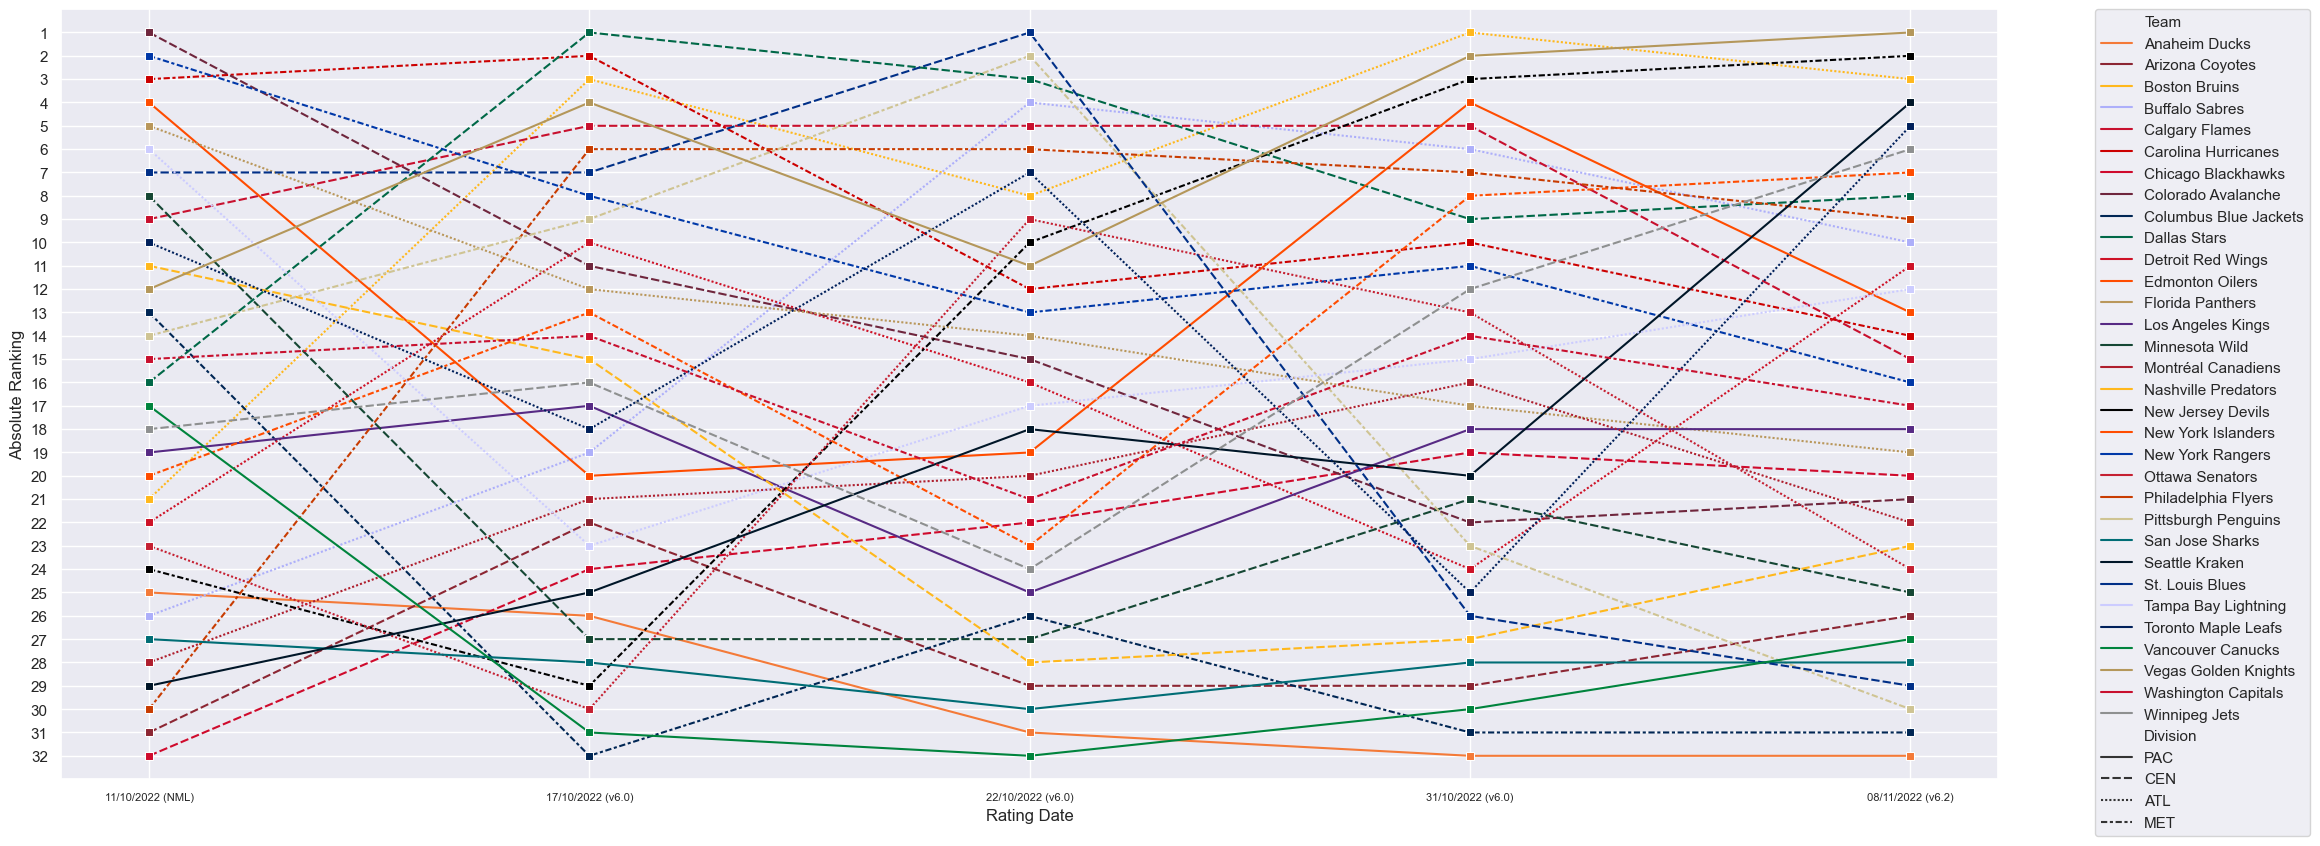 Absolute Ranking
1
2
3
4
5
6
7
8
9
10
11
12
13
14
15
16
17
18
19
20
21
22
23
24
25
26
27
28
29
30
31
32
11/10/2022 (NML)
17/10/2022 (v6.0)
22/10/2022 (v6.0)
31/10/2022 (v6.0)
08/11/2022 (v6.2)
Rating Date
Team
Anaheim Ducks
Arizona Coyotes
Boston Bruins
Buffalo Sabres
Calgary Flames
Carolina Hurricanes
Chicago Blackhawks
Colorado Avalanche
Columbus Blue Jackets
Dallas Stars
Detroit Red Wings
Edmonton Oilers
Florida Panthers
Los Angeles Kings
Minnesota Wild
Montréal Canadiens
Nashville Predators
New Jersey Devils
New York Islanders
New York Rangers
Ottawa Senators
Philadelphia Flyers
Pittsburgh Penguins
San Jose Sharks
Seattle Kraken
St. Louis Blues
Tampa Bay Lightning
Toronto Maple Leafs
Vancouver Canucks
Vegas Golden Knights
Washington Capitals
Winnipeg Jets
Division
PAC
CEN
ATL
MET